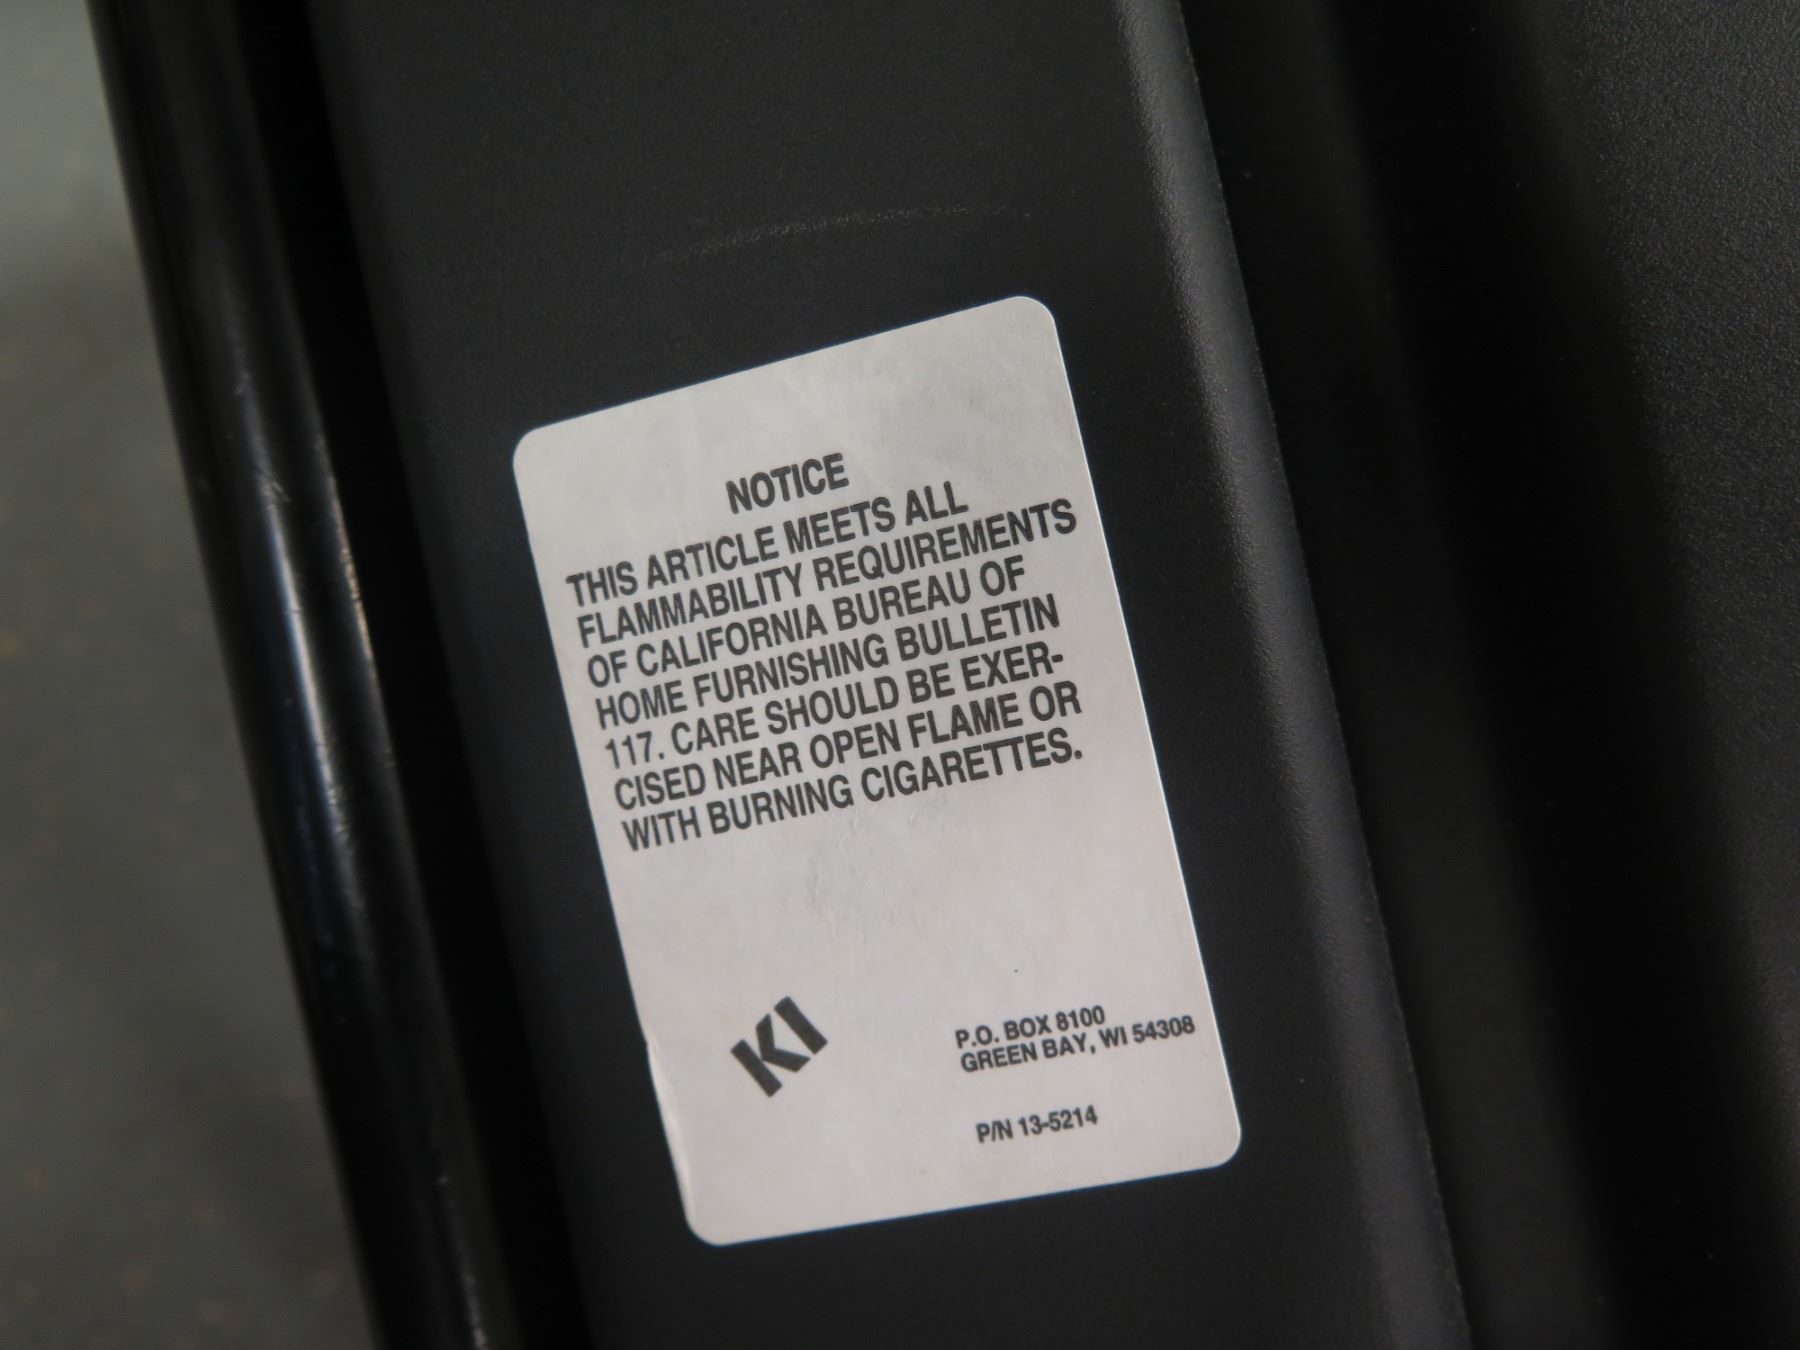 NOTICE
THIS ARTICLE MEETS ALL
FLAMMABILITY REQUIREMENTS
OF CALIFORNIA BUREAU OF
HOME FURNISHING BULLETIN
117. CARE SHOULD BE EXER-
CISED NEAR OPEN FLAME OR
WITH BURNING CIGARETTES.
KI
P.O. BOX 8100
GREEN BAY, WI 54308
P/N 13-5214